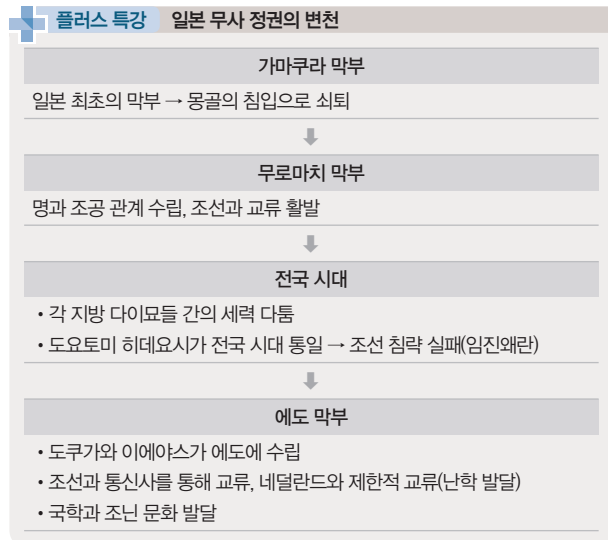 플러스 특강 일본 무사 정권의 변천
가마쿠라 막부
일본 최초의 막부 → 몽골의 침입으로 쇠퇴
무로마치 막부
명과 조공 관계 수립, 조선과 교류 활발
전국 시대
• 각 지방 다이묘들 간의 세력 다툼
• 도요토미 히데요시가 전국 시대 통일 → 조선 침략 실패(임진왜란)
에도 막부
• 도쿠가와 이에야스가 에도에 수립
• 조선과 통신사를 통해 교류, 네덜란드와 제한적 교류(난학 발달)
• 국학과 조닌 문화 발달